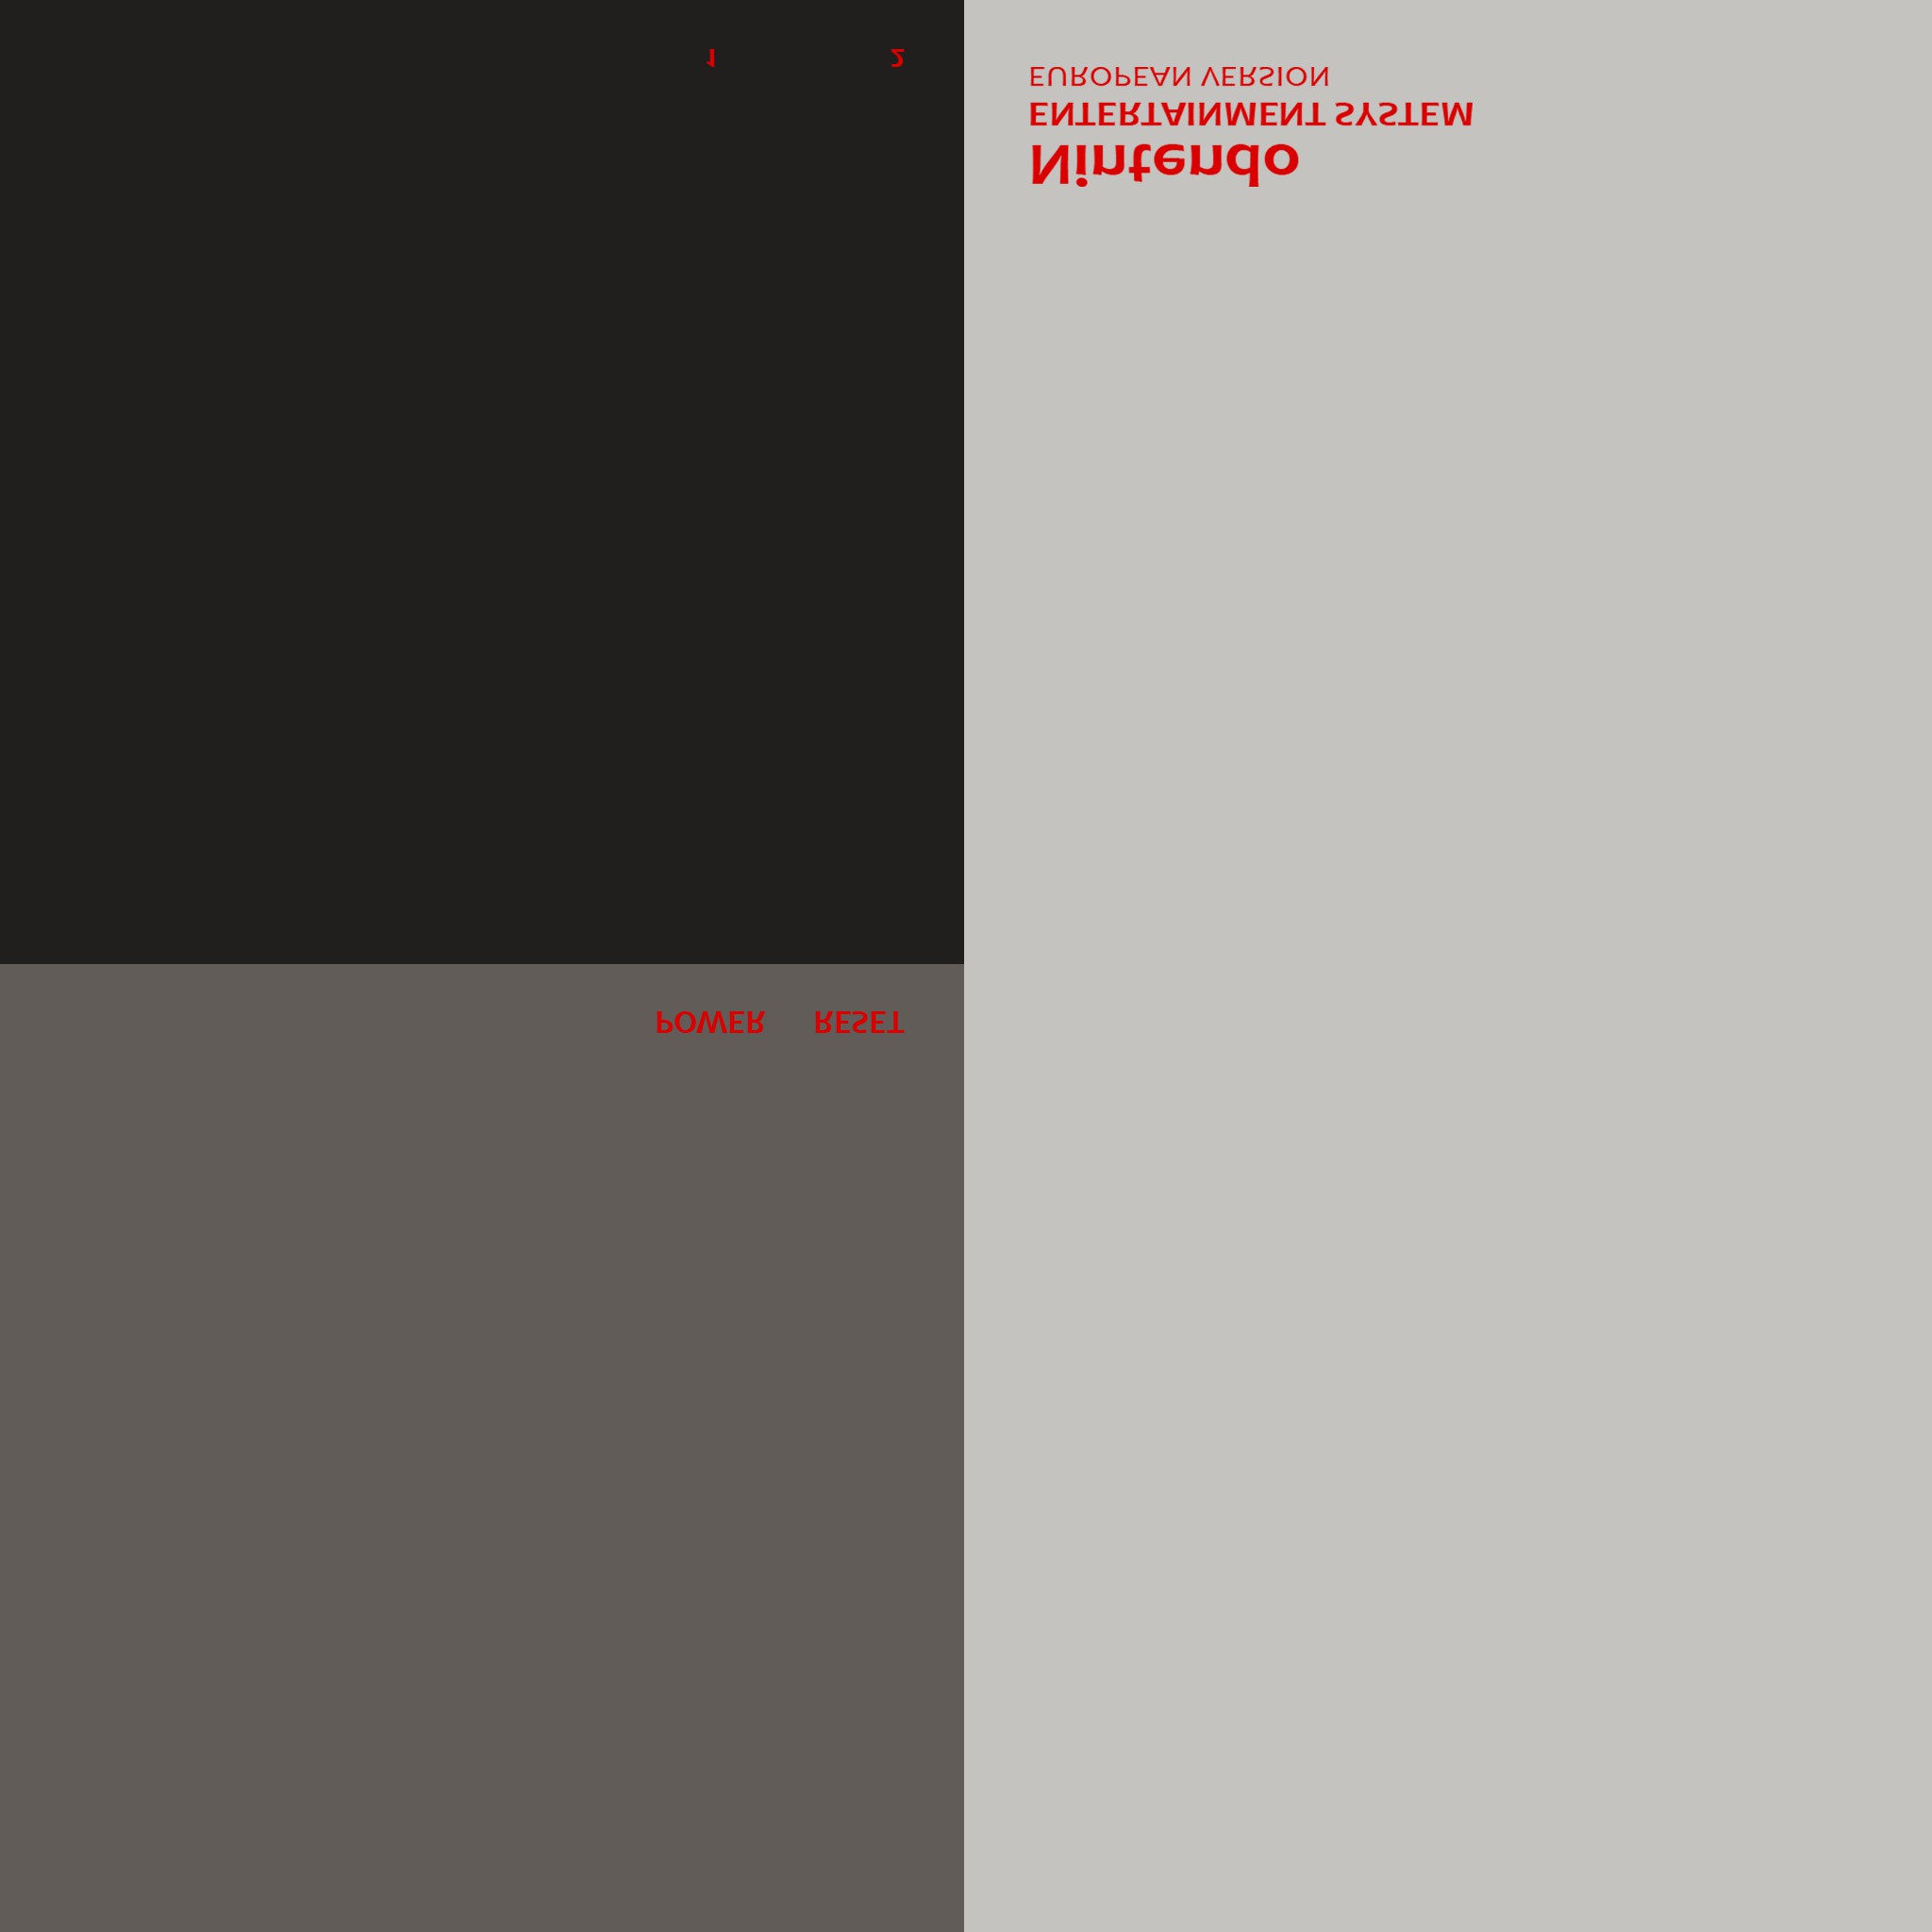 1 2
Nintendo
ENTERTAINMENT SYSTEM
EUROPEAN VERSION
POWER RESET